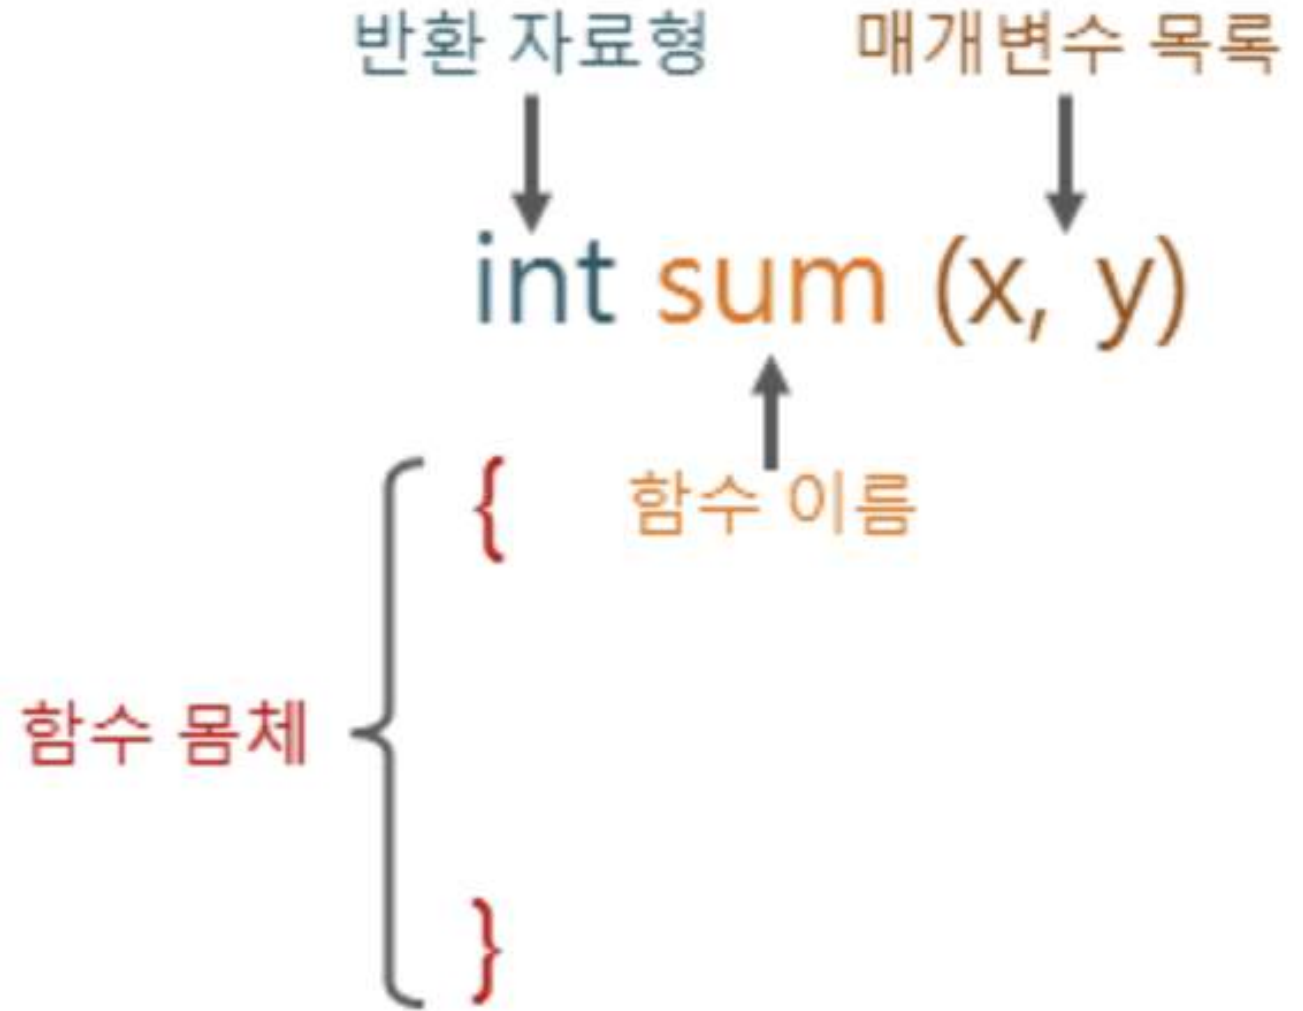 반환 자료형 매개변수 목록
int sum (x, y)
{ 함수 이름
함수 몸체
}